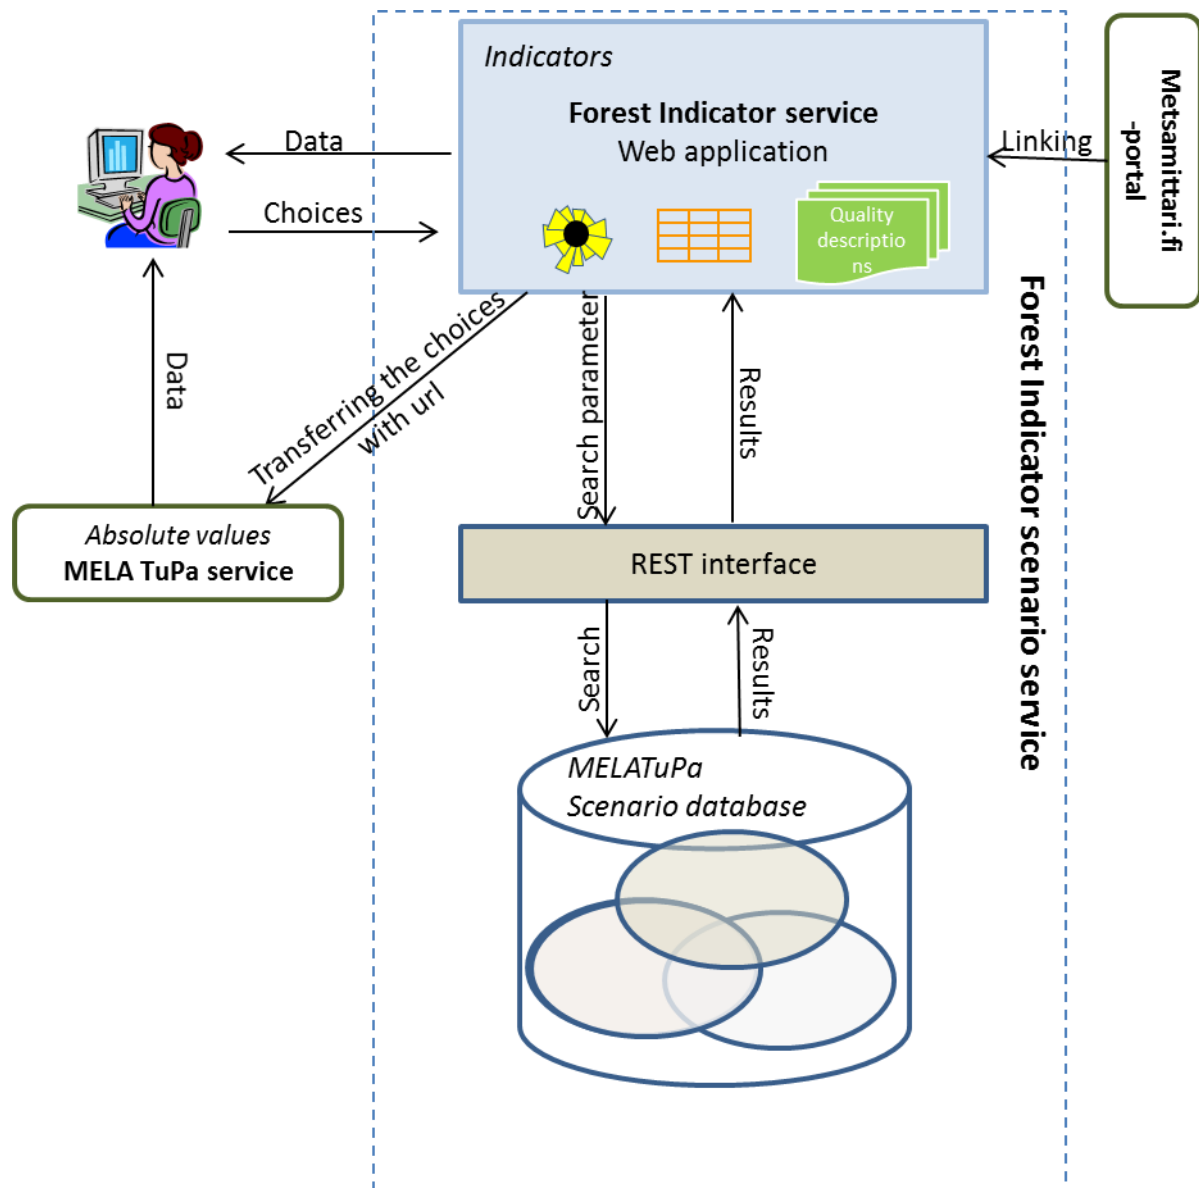 Indicators
Forest Indicator service
Web application
Quality
descriptio
ns
Data
Choices
Linking
Metsamittari.fi
-portal
Forest Indicator scenario service
Transferring the choices
with url
Search parameter
Results
Data
Absolute values
MELA TuPa service
REST interface
Search
Results
MELATuPa
Scenario database